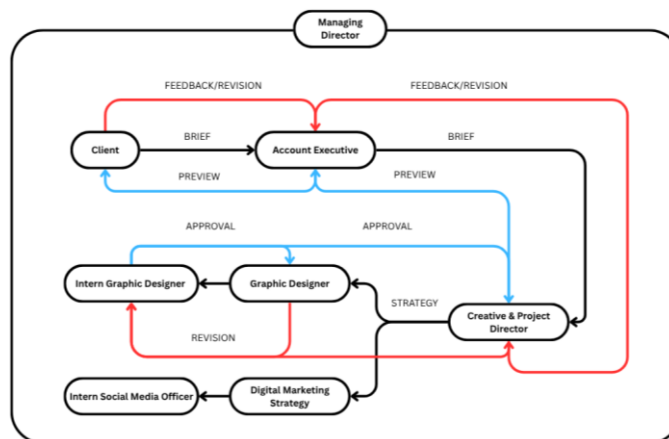 Managing
Director
FEEDBACK/REVISION
FEEDBACK/REVISION
Client
BRIEF
Account Executive
BRIEF
PREVIEW
PREVIEW
APPROVAL
APPROVAL
Intern Graphic Designer
Graphic Designer
STRATEGY
Creative & Project
Director
REVISION
Intern Social Media Officer
Digital Marketing
Strategy